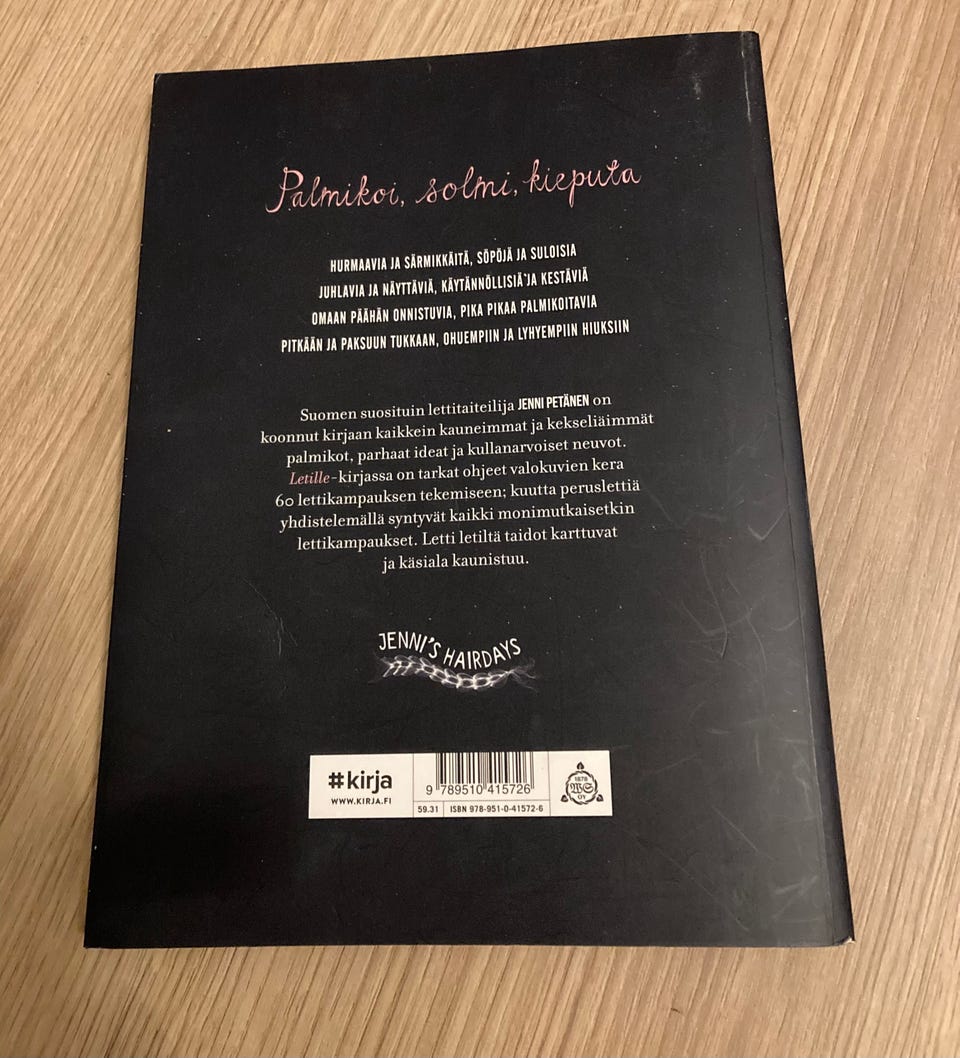 Palmikoi, solmi, kieputa
HURMAAVIA JA SÄRMIKKÄITÄ, SÖPÖJÄ JA SULOISIA
JUHLAVIA JA NÄYTTÄVIÄ, KÄYTÄNNÖLLISIÄ JA KESTÄVIÄ
OMAAN PÄÄHÄN ONNISTUVIA, PIKA PIKAA PALMIKOITAVIA
PITKÄÄN JA PAKSUUN TUKKAAN, OHUEMPIIN JA LYHYEMPIIN HIUKSIIN
Suomen suosituin lettitaiteilija JENNI PETÄNEN on
koonnut kirjaan kaikkein kauneimmat ja kekseliäimmät
palmikot, parhaat ideat ja kullanarvoiset neuvot.
Letille-kirjassa on tarkat ohjeet valokuvien kera
60 lettikampauksen tekemiseen; kuutta peruslettiä
yhdistelemällä syntyvät kaikki monimutkaisetkin
lettikampaukset. Letti letiltä taidot karttuvat
ja käsiala kaunistuu.
JENNI'S HAIRDAYS
#kirja
WWW.KIRJA.FI
9 789510 415726
59.31 ISBN 978-951-0-41572-6
1878
WS
OY